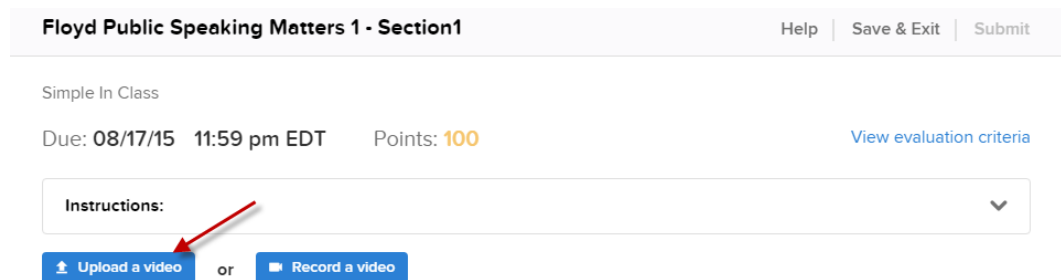 Floyd Public Speaking Matters 1 - Section1 Help Save & Exit Submit
Simple In Class
Due: 08/17/15 11:59 pm EDT Points: 100 View evaluation criteria
Instructions:
Upload a video or Record a video